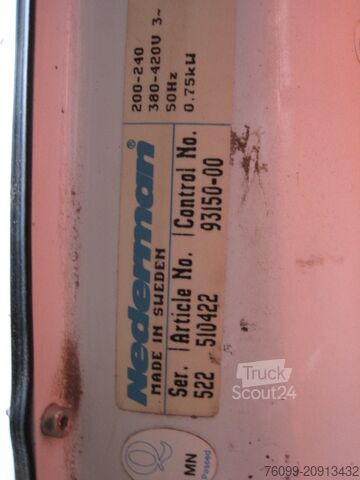 200-240
380-420V 3~
50Hz
0.75kW
Nederman®
MADE IN SWEDEN
Ser. Article No. Control No.
522 510422 93150-00
Q
MN
Passed
Truck
Scout24
76099-20913432